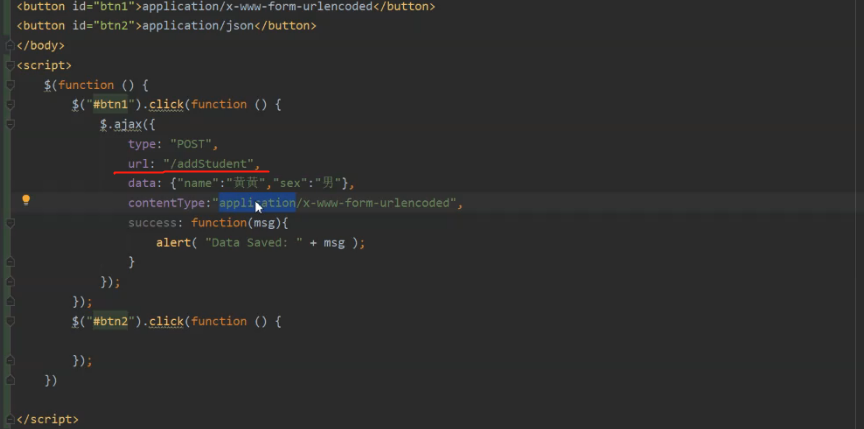 <button id="btn1">application/x-www-form-urlencoded</button>
<button id="btn2">application/json</button>
</body>
<script>
$(function () {
$("#btn1").click(function () {
$.ajax({
type: "POST",
url: "/addStudent",
data: {"name":"黄黄","sex":"男"},
contentType:"application/x-www-form-urlencoded",
success: function(msg){
alert( "Data Saved: " + msg );
}
});
});
$("#btn2").click(function () {
});
})
</script>